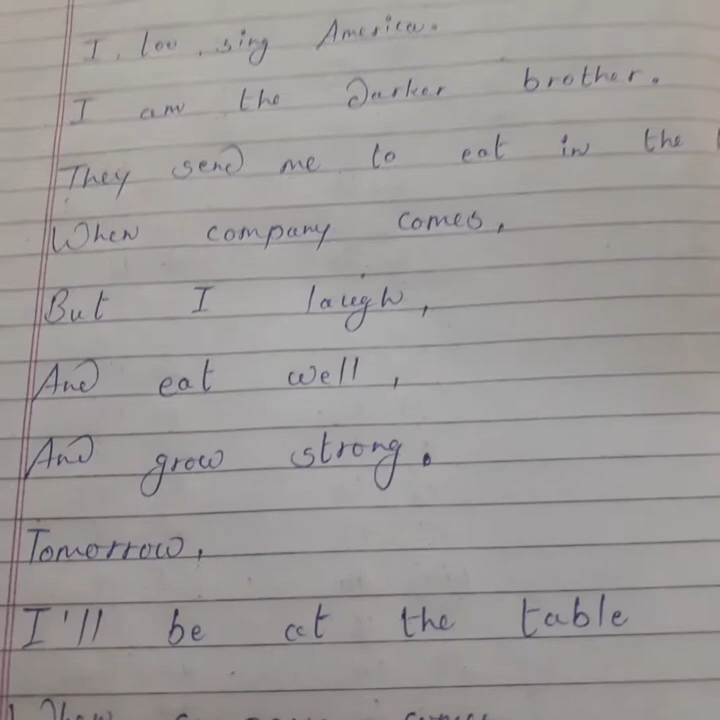 I, too, sing America.
I am the darker brother.
They send me to eat in the
When company comes,
But I laugh,
And eat well,
And grow strong.
Tomorrow,
I'll be at the table